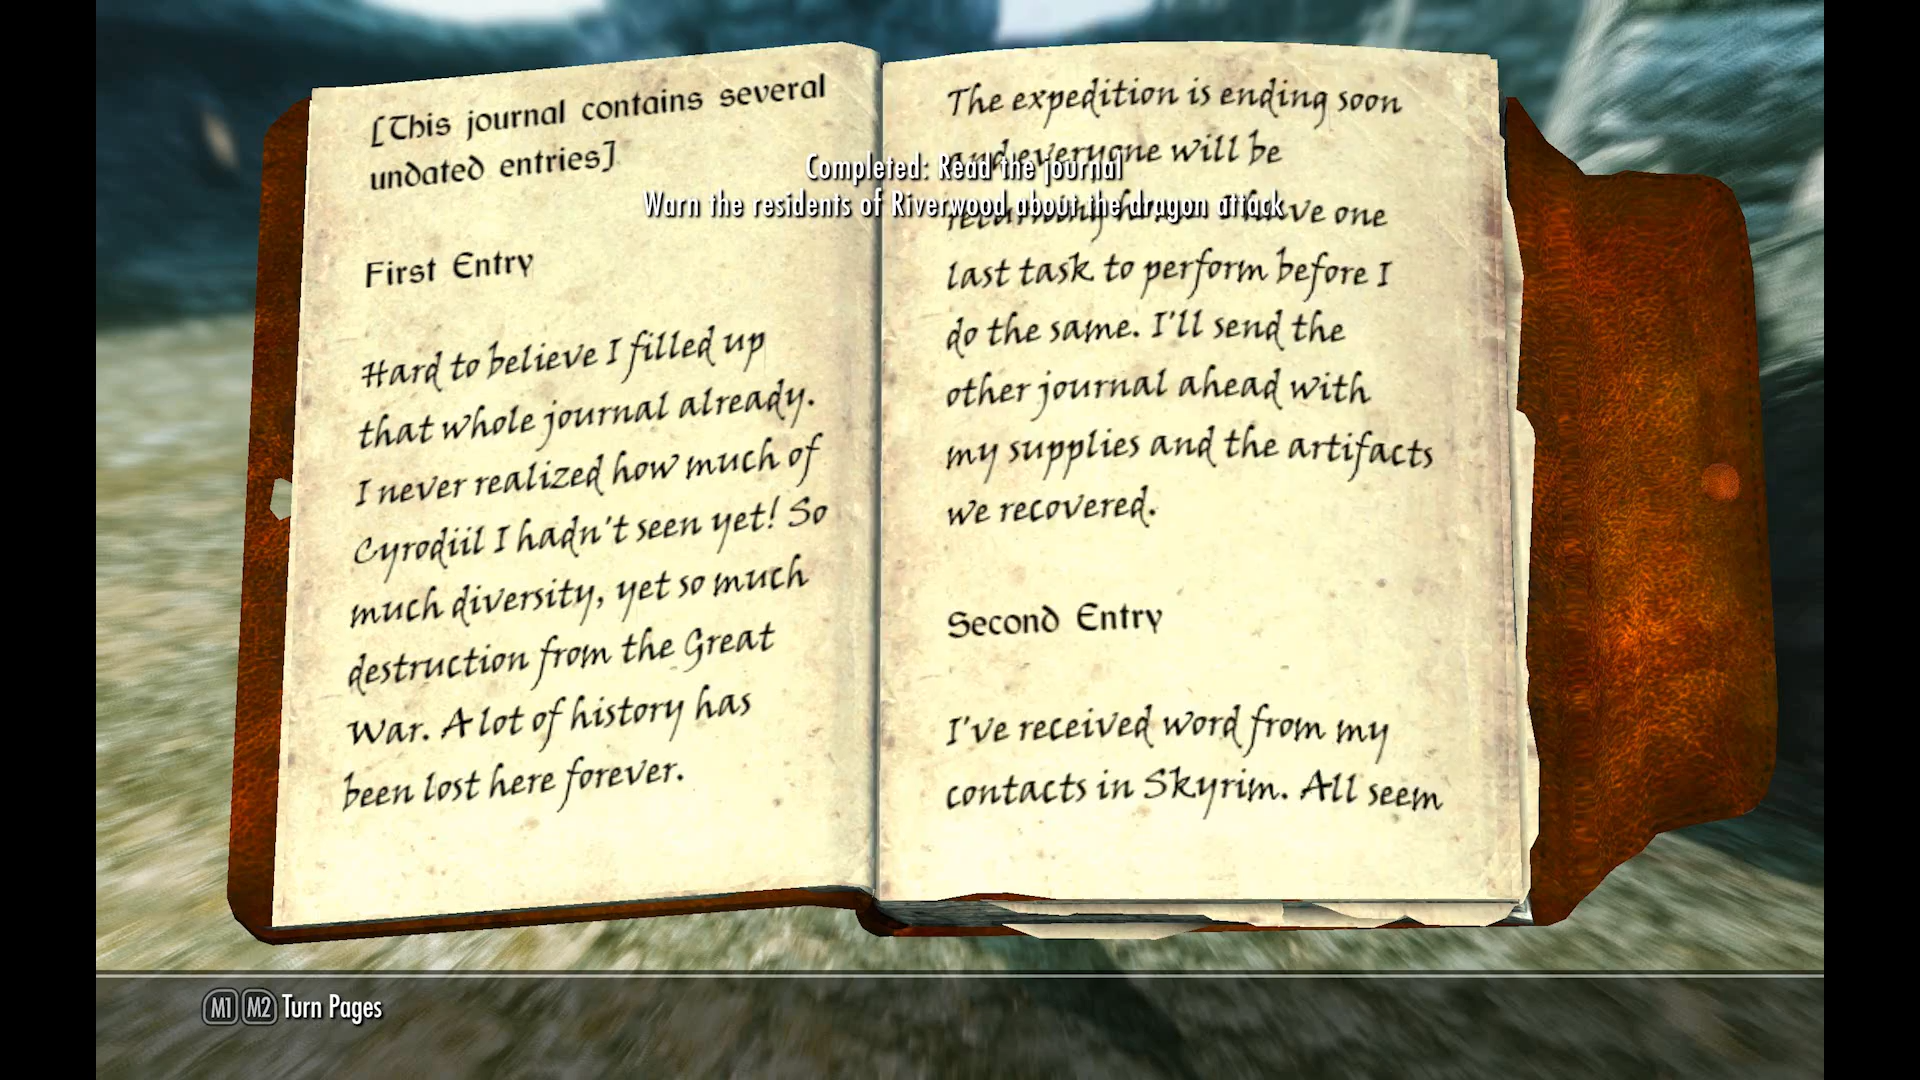 [This journal contains several
undated entries]
First Entry
Hard to believe I filled up
that whole journal already.
I never realized how much of
Cyrodiil I hadn't seen yet! So
much diversity, yet so much
destruction from the Great
War. A lot of history has
been lost here forever.
The expedition is ending soon
and everyone will be
returning have one
last task to perform before I
do the same. I'll send the
other journal ahead with
my supplies and the artifacts
we recovered.
Second Entry
I've received word from my
contacts in Skyrim. All seem
Completed: Read the journal
Warn the residents of Riverwood about the dragon attack
M1 M2 Turn Pages